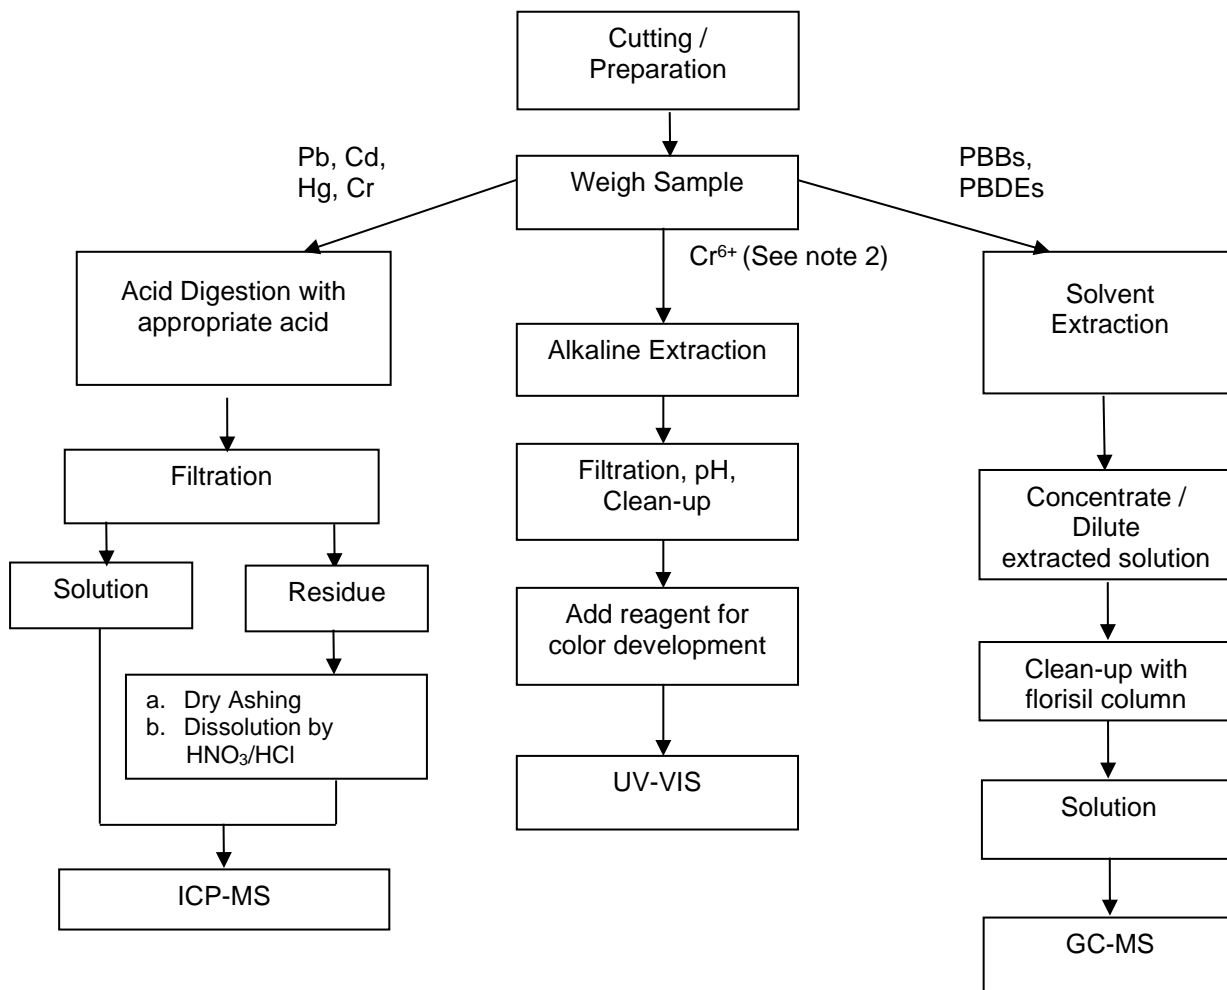 Cutting /
Preparation
Pb, Cd,
Hg, Cr
Weigh Sample
PBBs,
PBDEs
Cr⁶⁺ (See note 2)
Acid Digestion with
appropriate acid
Filtration
Solution
Residue
a. Dry Ashing
b. Dissolution by
HNO₃/HCl
ICP-MS
Alkaline Extraction
Filtration, pH,
Clean-up
Add reagent for
color development
UV-VIS
Solvent
Extraction
Concentrate /
Dilute
extracted solution
Clean-up with
florisil column
Solution
GC-MS